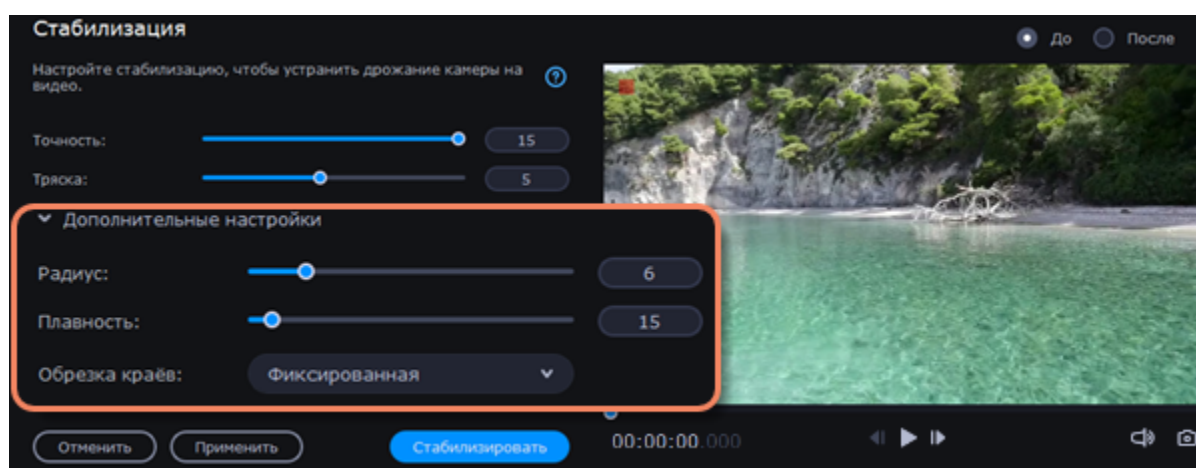 Стабилизация
До После
Настройте стабилизацию, чтобы устранить дрожание камеры на
видео.
?
Точность: 15
Тряска: 5
Дополнительные настройки
Радиус: 6
Плавность: 15
Обрезка краёв: Фиксированная
Отменить Применить Стабилизировать 00:00:00.000